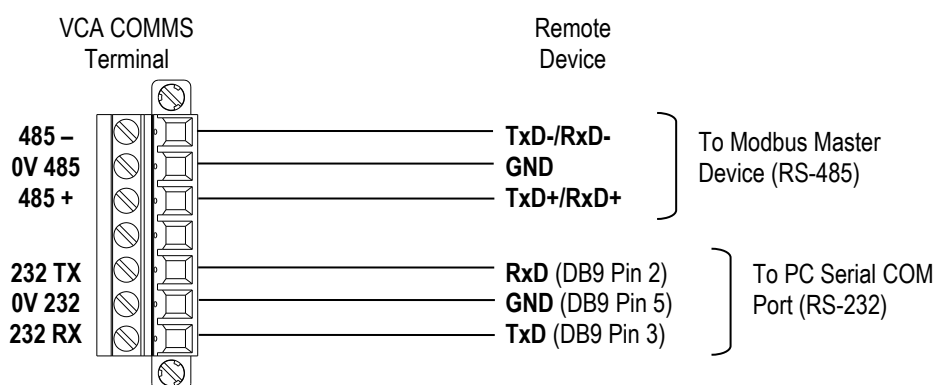 VCA COMMS
Terminal
Remote
Device
485 –
TxD-/RxD-
0V 485
GND
485 +
TxD+/RxD+
To Modbus Master
Device (RS-485)
232 TX
RxD (DB9 Pin 2)
0V 232
GND (DB9 Pin 5)
232 RX
TxD (DB9 Pin 3)
To PC Serial COM
Port (RS-232)